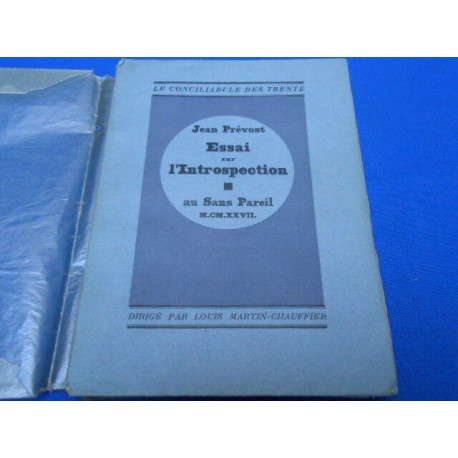 LE CONCILIABULE DES TRENTE
Jean Prévost
Essai
sur
l'Introspection
au Sans Pareil
M.CM.XXVII.
DIRIGÉ PAR LOUIS MARTIN-CHAUFFIER